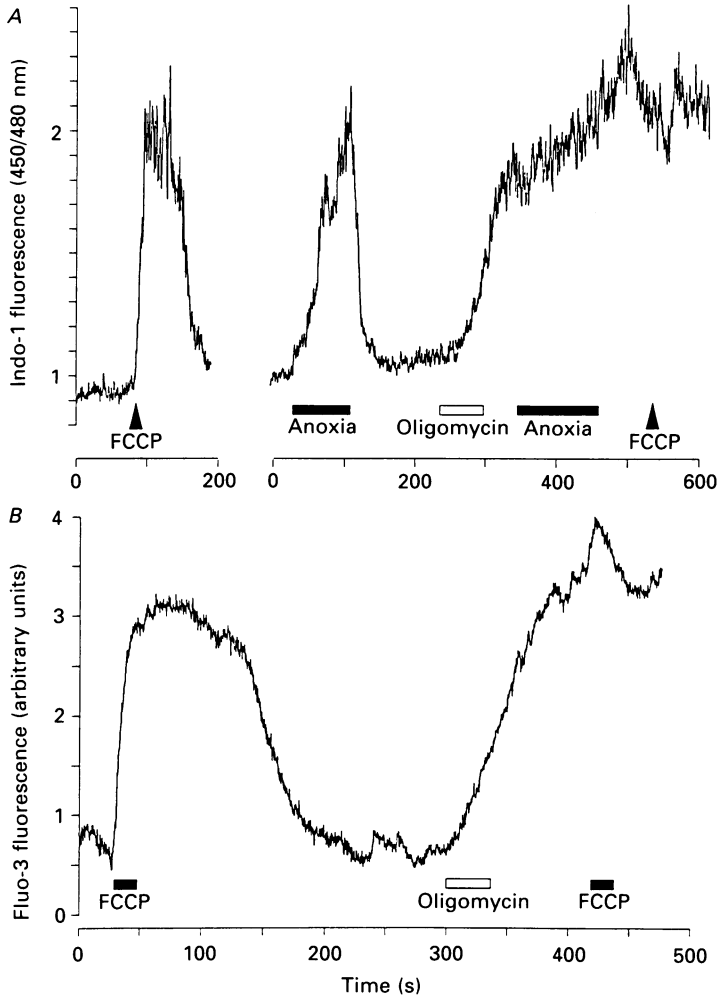 A
Indo-1 fluorescence (450/480 nm)
2
1
FCCP
Anoxia
Oligomycin
Anoxia
FCCP
0 200 0 200 400 600
B
Fluo-3 fluorescence (arbitrary units)
4
3
2
1
0
FCCP
Oligomycin
FCCP
0 100 200 300 400 500
Time (s)